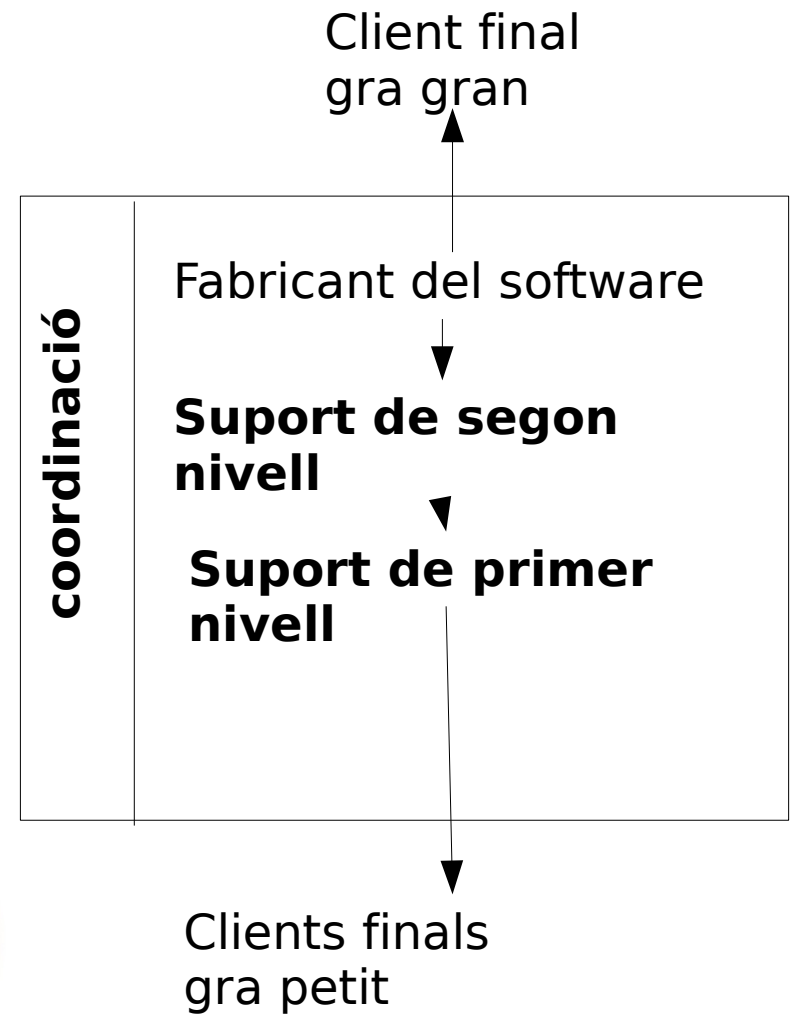 Client final
gra gran
Fabricant del software
coordinació
Suport de segon
nivell
Suport de primer
nivell
Clients finals
gra petit